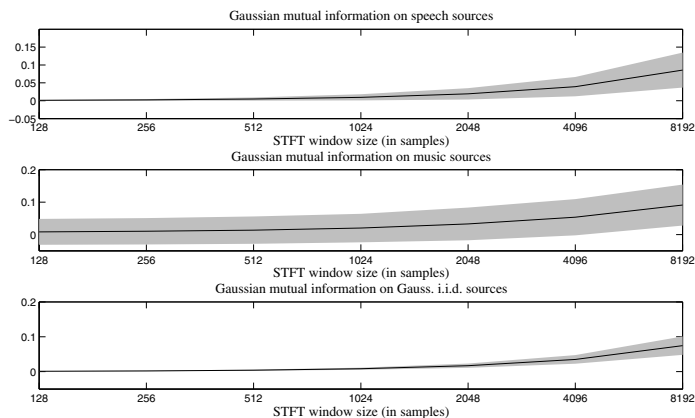 Gaussian mutual information on speech sources
0.15
0.1
0.05
0
−0.05
128 256 512 1024 2048 4096 8192
STFT window size (in samples)
Gaussian mutual information on music sources
0.2
0.1
0
128 256 512 1024 2048 4096 8192
STFT window size (in samples)
Gaussian mutual information on Gauss. i.i.d. sources
0.2
0.1
0
128 256 512 1024 2048 4096 8192
STFT window size (in samples)